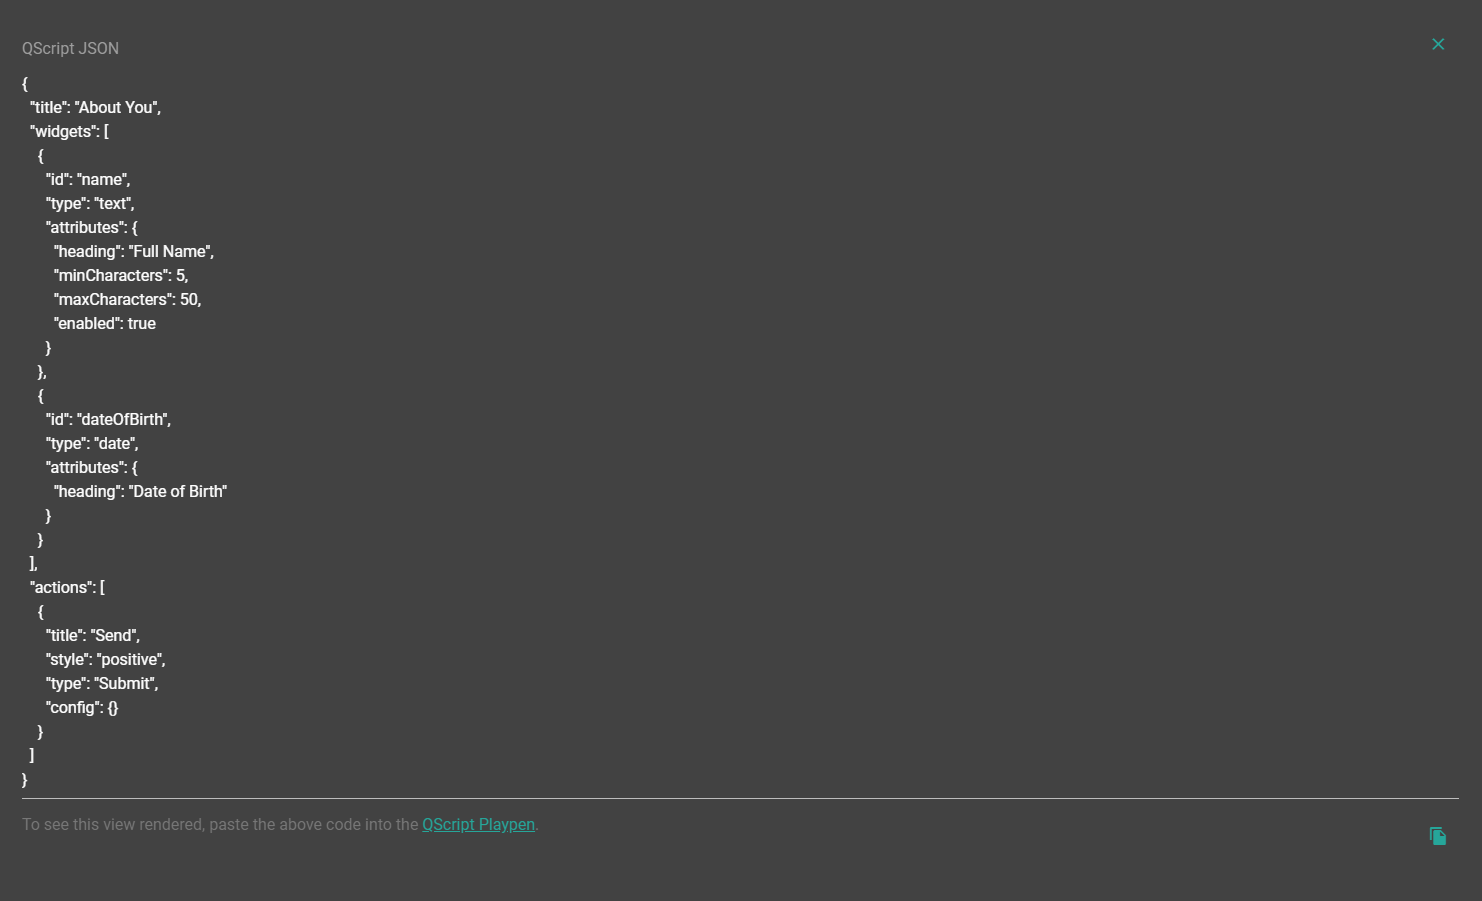 QScript JSON
{
  "title": "About You",
  "widgets": [
    {
      "id": "name",
      "type": "text",
      "attributes": {
        "heading": "Full Name",
        "minCharacters": 5,
        "maxCharacters": 50,
        "enabled": true
      }
    },
    {
      "id": "dateOfBirth",
      "type": "date",
      "attributes": {
        "heading": "Date of Birth"
      }
    }
  ],
  "actions": [
    {
      "title": "Send",
      "style": "positive",
      "type": "Submit",
      "config": {}
    }
  ]
}
To see this view rendered, paste the above code into the QScript Playpen.